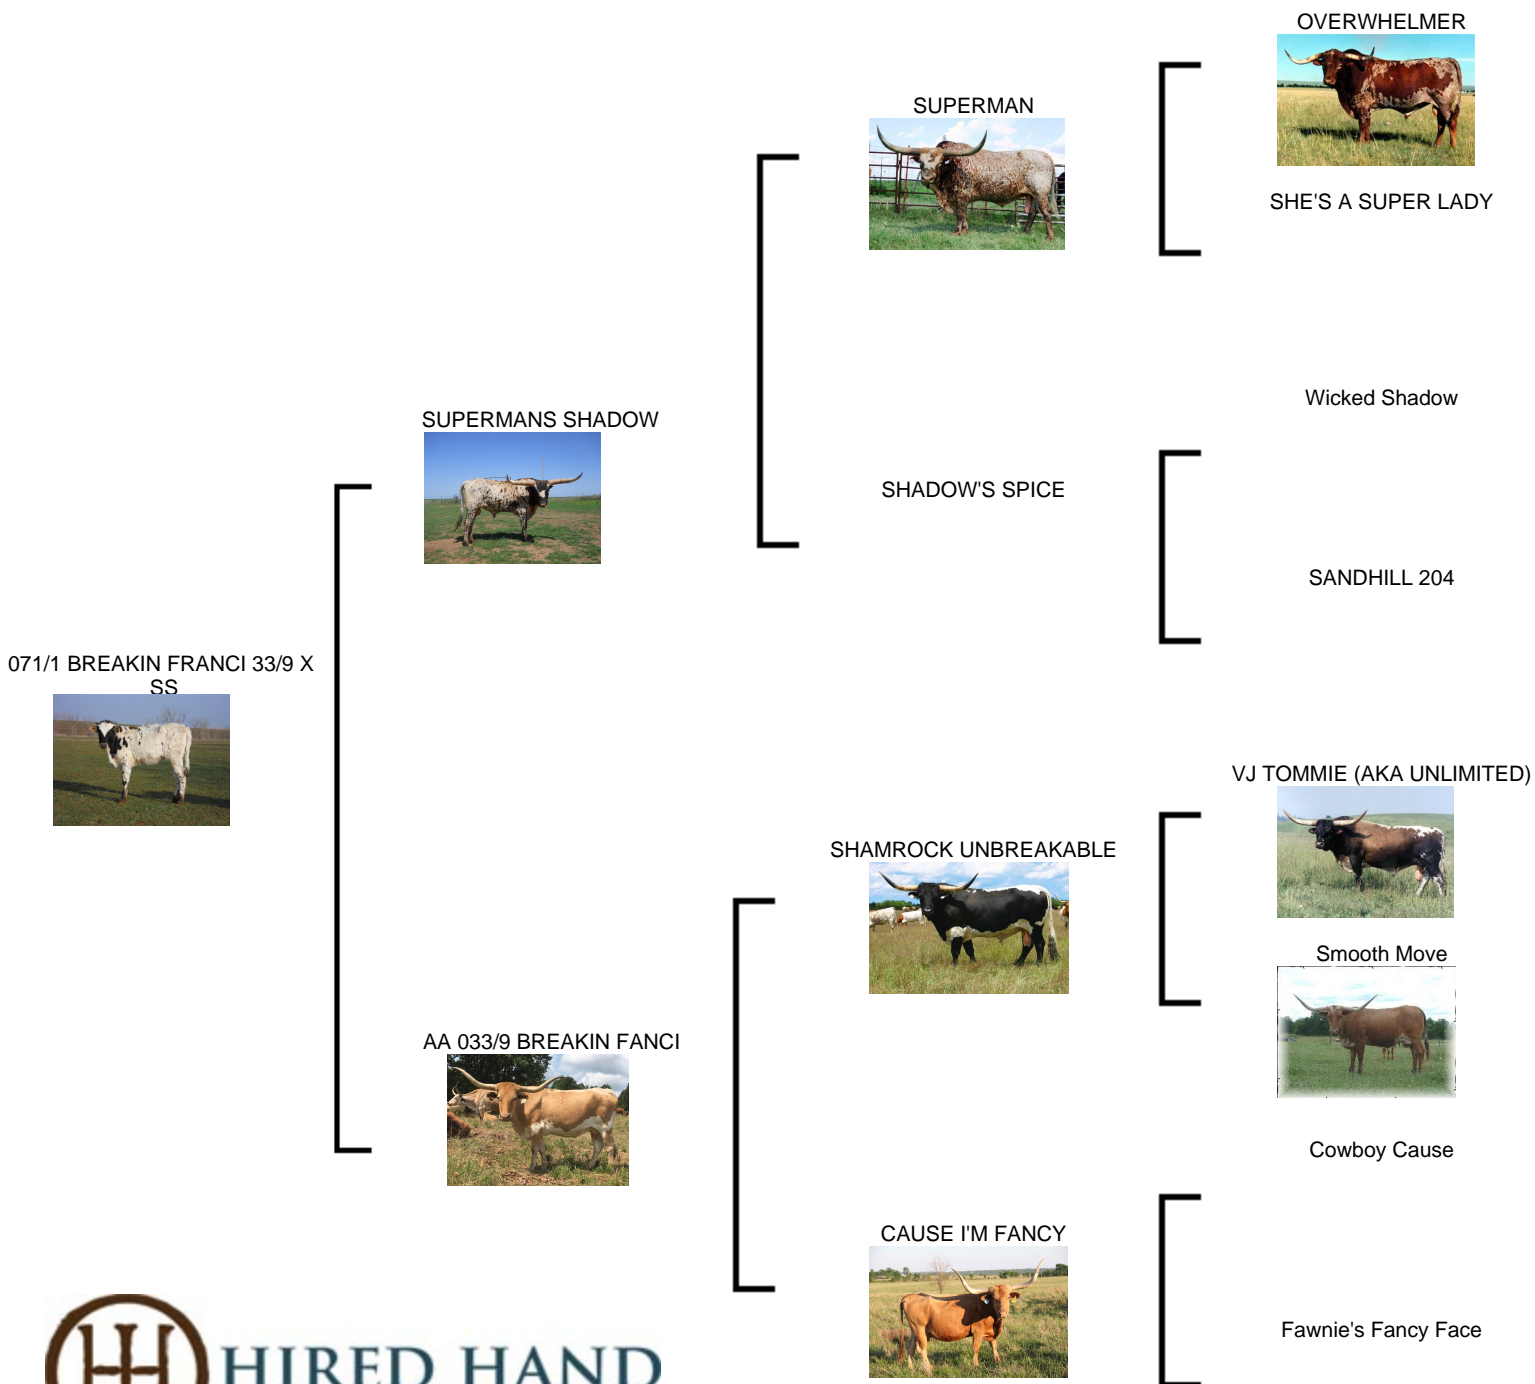 OVERWHELMER
SUPERMAN
SHE'S A SUPER LADY
Wicked Shadow
SUPERMANS SHADOW
SHADOW'S SPICE
SANDHILL 204
071/1 BREAKIN FRANCI 33/9 X
SS
VJ TOMMIE (AKA UNLIMITED)
SHAMROCK UNBREAKABLE
Smooth Move
AA 033/9 BREAKIN FANCI
Cowboy Cause
CAUSE I'M FANCY
Fawnie's Fancy Face
HIRED HAND